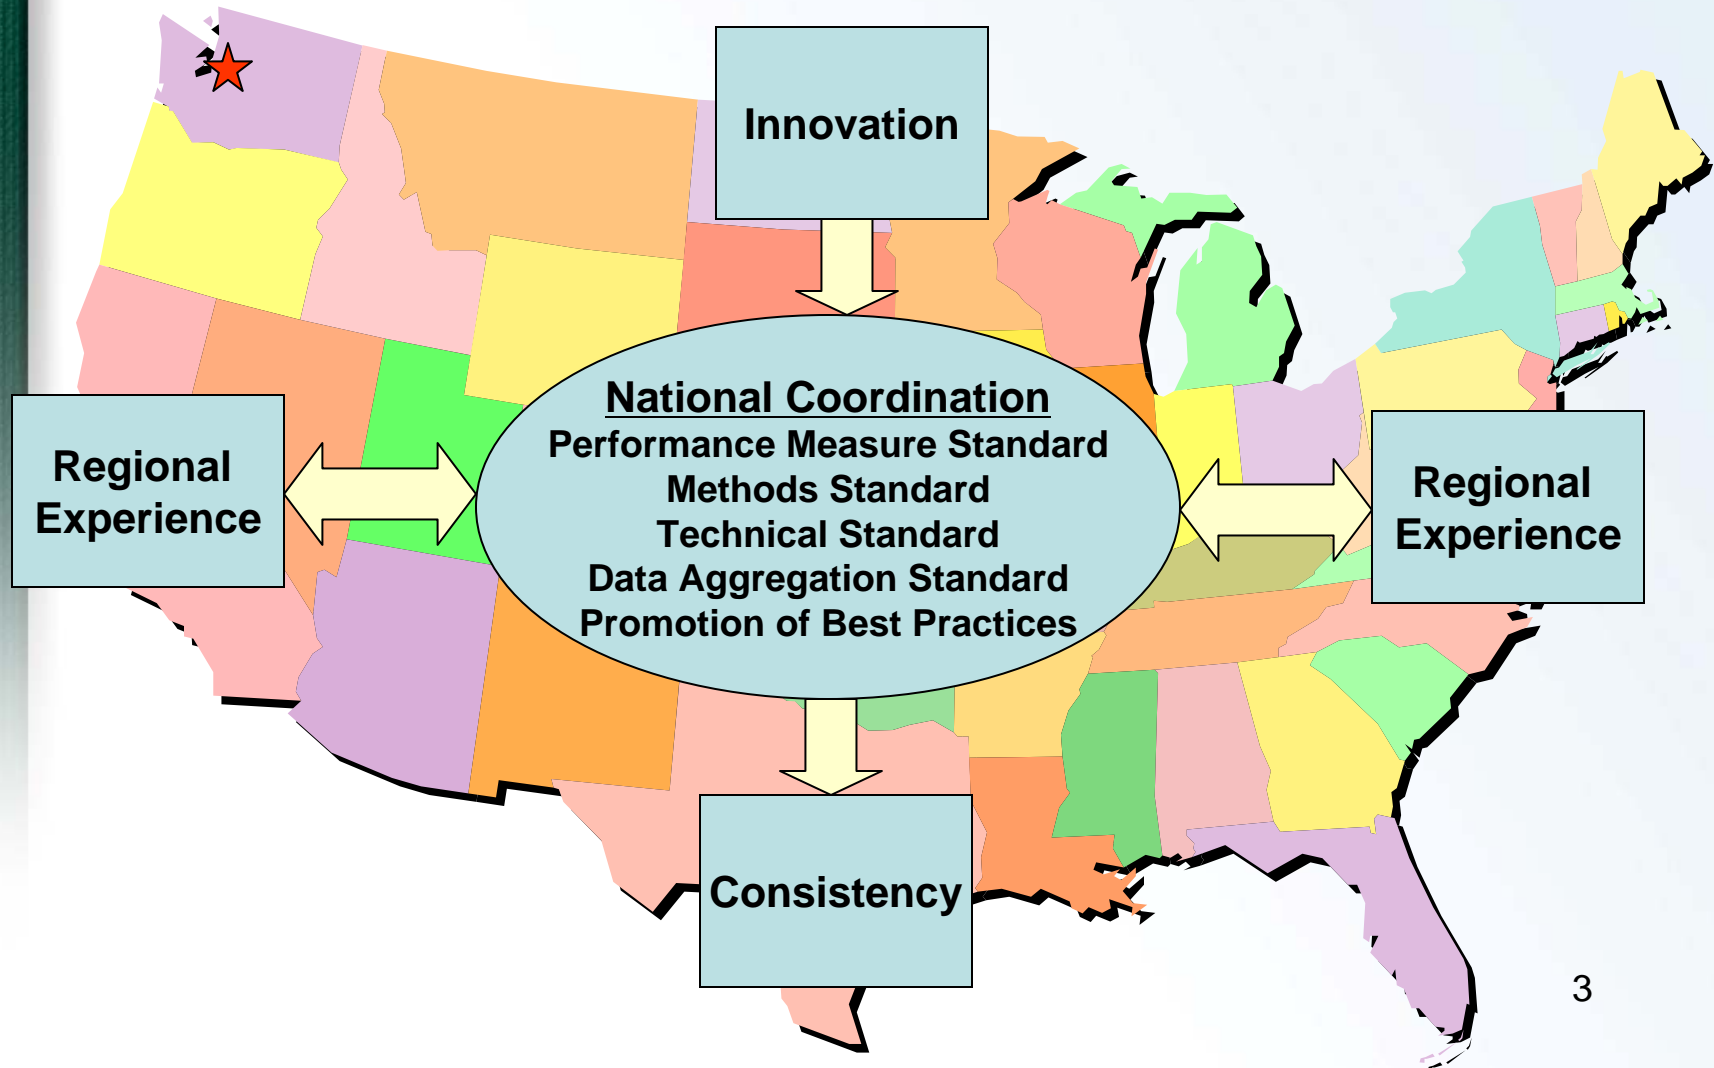 Innovation
National Coordination
Performance Measure Standard
Methods Standard
Technical Standard
Data Aggregation Standard
Promotion of Best Practices
Regional
Experience
Regional
Experience
Consistency
3